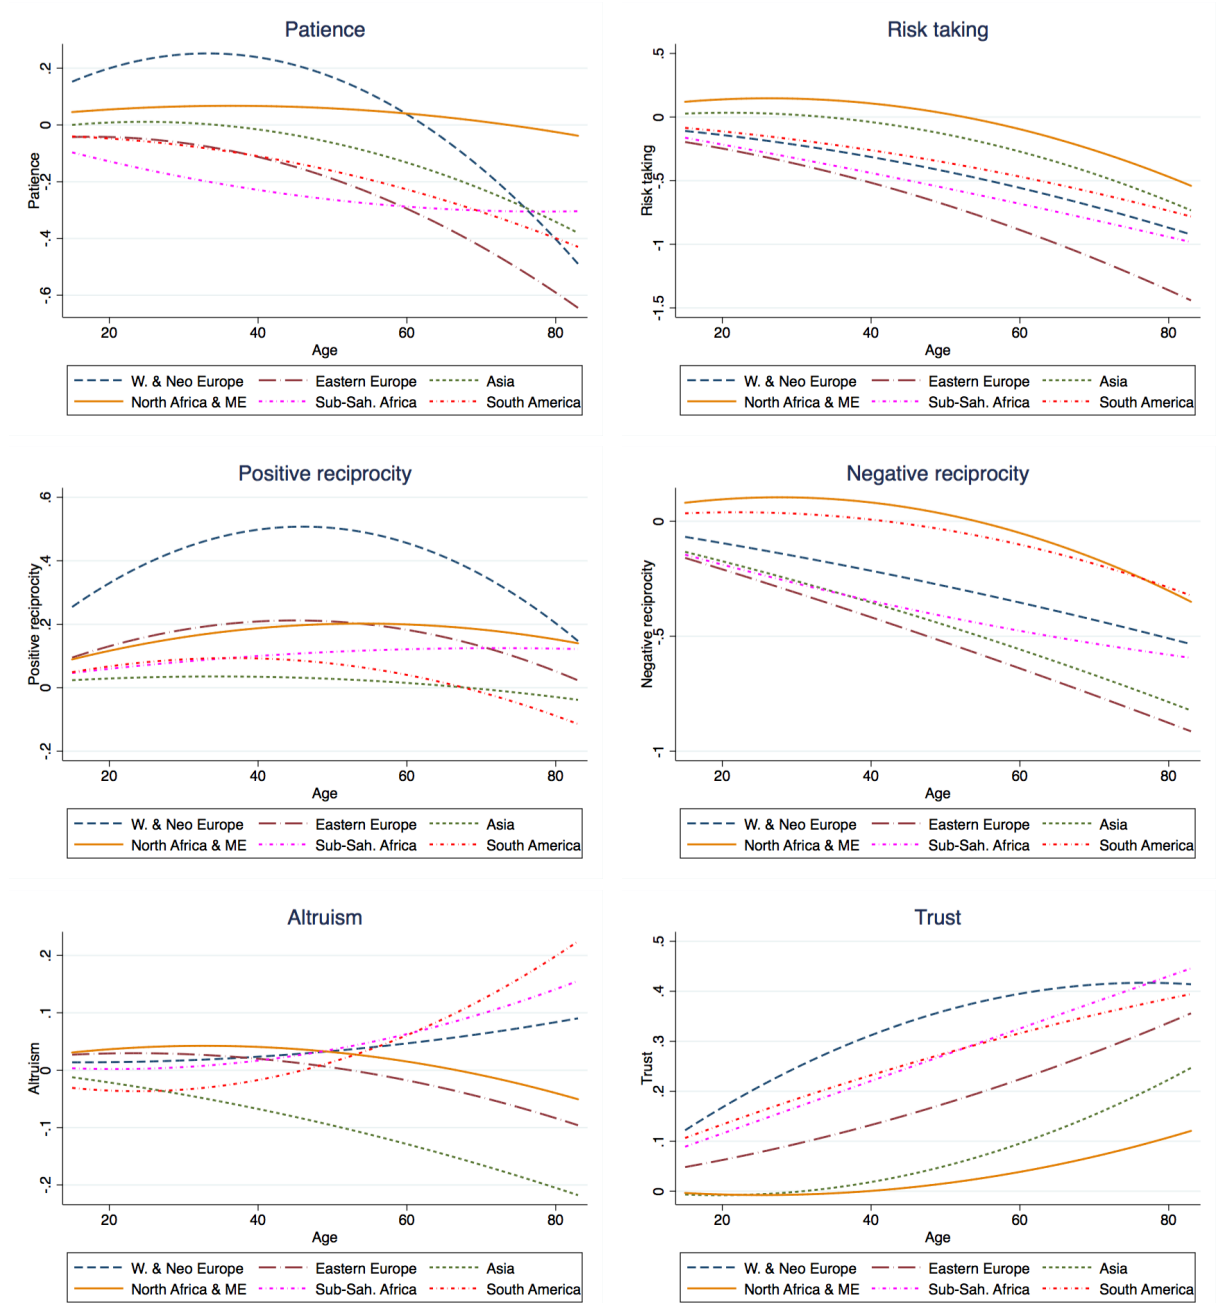 Patience
Patience
.2
0
-.2
-.4
-.6
20 40 60 80
Age
W. & Neo Europe Eastern Europe Asia
North Africa & ME Sub-Sah. Africa South America
Risk taking
Risk taking
.5
0
-.5
-1
-1.5
20 40 60 80
Age
W. & Neo Europe Eastern Europe Asia
North Africa & ME Sub-Sah. Africa South America
Positive reciprocity
Positive reciprocity
.6
.4
.2
0
-.2
20 40 60 80
Age
W. & Neo Europe Eastern Europe Asia
North Africa & ME Sub-Sah. Africa South America
Negative reciprocity
Negative reciprocity
0
-.5
-1
20 40 60 80
Age
W. & Neo Europe Eastern Europe Asia
North Africa & ME Sub-Sah. Africa South America
Altruism
Altruism
.2
.1
0
-.1
-.2
20 40 60 80
Age
W. & Neo Europe Eastern Europe Asia
North Africa & ME Sub-Sah. Africa South America
Trust
Trust
.5
.4
.3
.2
.1
0
20 40 60 80
Age
W. & Neo Europe Eastern Europe Asia
North Africa & ME Sub-Sah. Africa South America